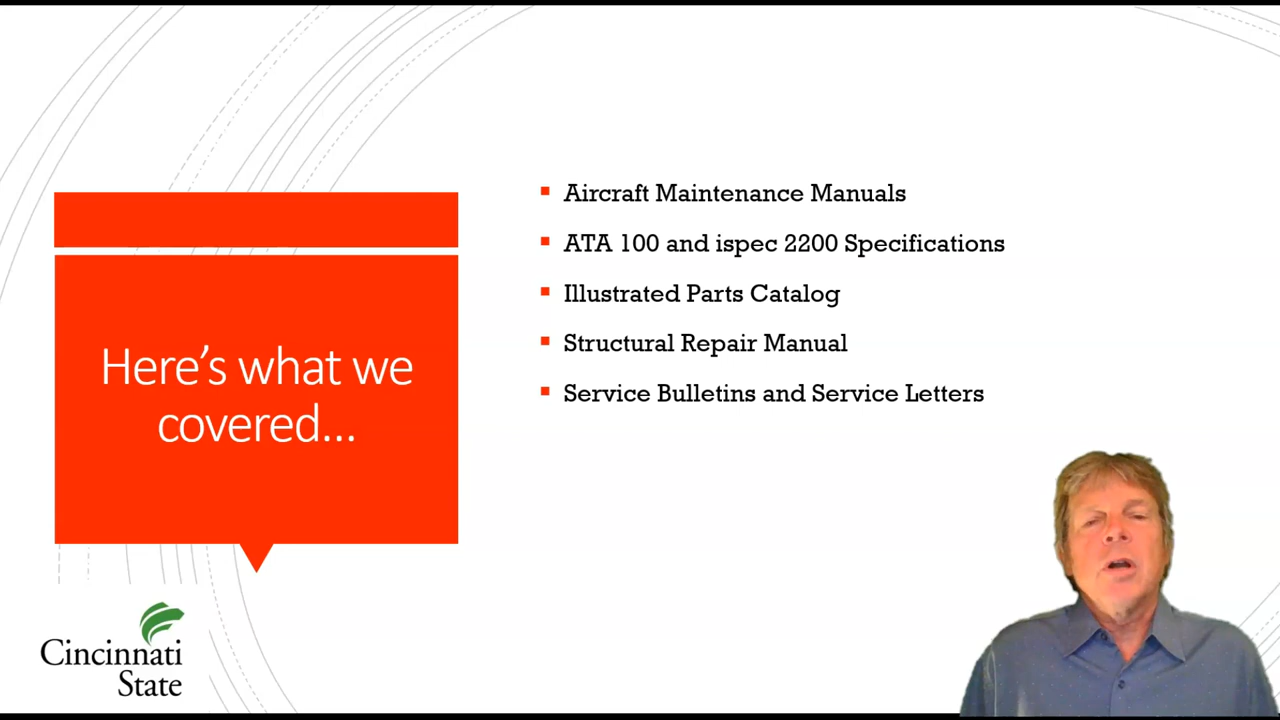 Here's what we
covered...
Aircraft Maintenance Manuals
ATA 100 and ispec 2200 Specifications
Illustrated Parts Catalog
Structural Repair Manual
Service Bulletins and Service Letters
Cincinnati
State